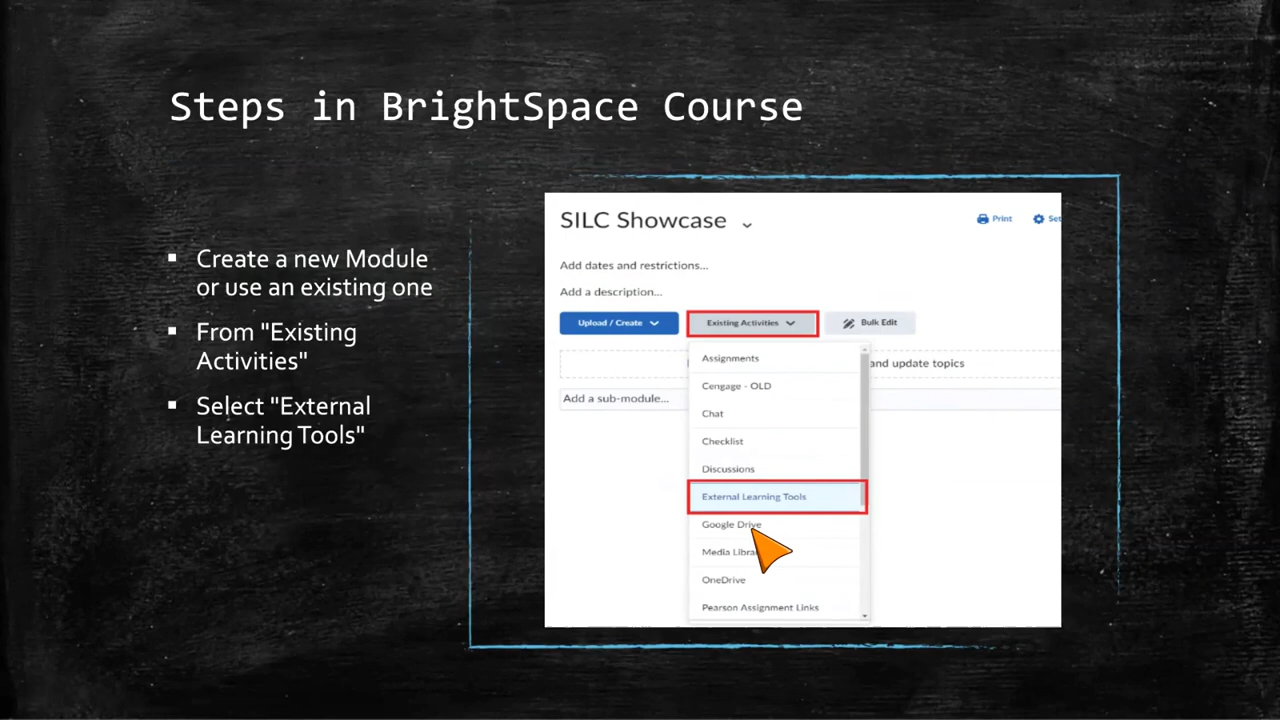 Steps in BrightSpace Course
▪ Create a new Module
or use an existing one
▪ From "Existing
Activities"
▪ Select "External
Learning Tools"
SILC Showcase
Print
Add dates and restrictions...
Add a description...
Upload / Create
Existing Activities
Bulk Edit
and update topics
Add a sub-module...
Assignments
Cengage - OLD
Chat
Checklist
Discussions
External Learning Tools
Google Drive
Media
OneDrive
Pearson Assignment Links